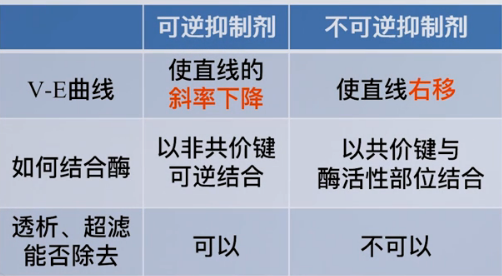 可逆抑制剂 不可逆抑制剂
V-E曲线
使直线的
斜率下降
使直线右移
如何结合酶
以非共价键
可逆结合
以共价键与
酶活性部位结合
透析、超滤
能否除去
可以
不可以